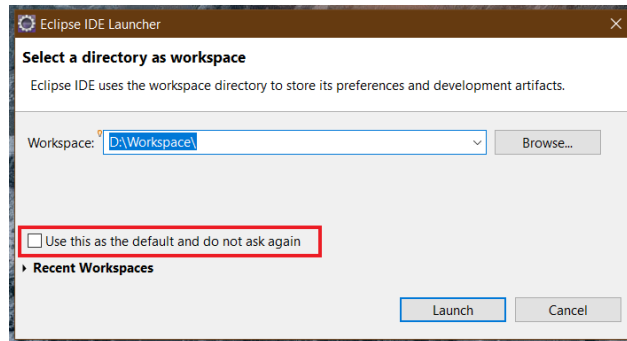 Eclipse IDE Launcher
Select a directory as workspace
Eclipse IDE uses the workspace directory to store its preferences and development artifacts.
Workspace: D:\Workspace\ Browse...
Use this as the default and do not ask again
Recent Workspaces
Launch Cancel